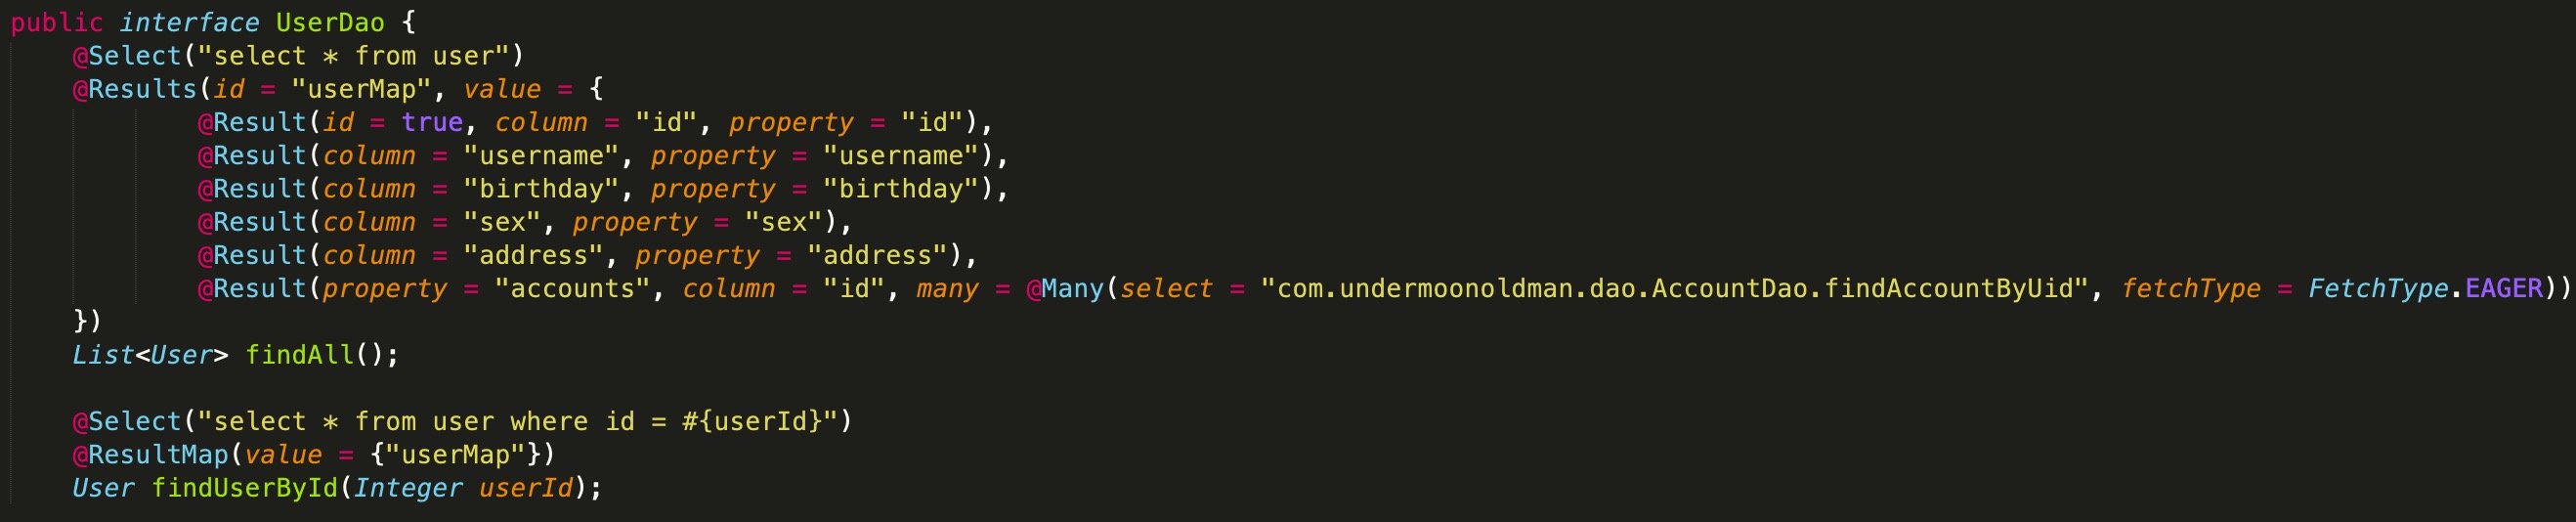 public interface UserDao {
    @Select("select * from user")
    @Results(id = "userMap", value = {
            @Result(id = true, column = "id", property = "id"),
            @Result(column = "username", property = "username"),
            @Result(column = "birthday", property = "birthday"),
            @Result(column = "sex", property = "sex"),
            @Result(column = "address", property = "address"),
            @Result(property = "accounts", column = "id", many = @Many(select = "com.undermoonoldman.dao.AccountDao.findAccountByUid", fetchType = FetchType.EAGER))
    })
    List<User> findAll();

    @Select("select * from user where id = #{userId}")
    @ResultMap(value = {"userMap"})
    User findUserById(Integer userId);